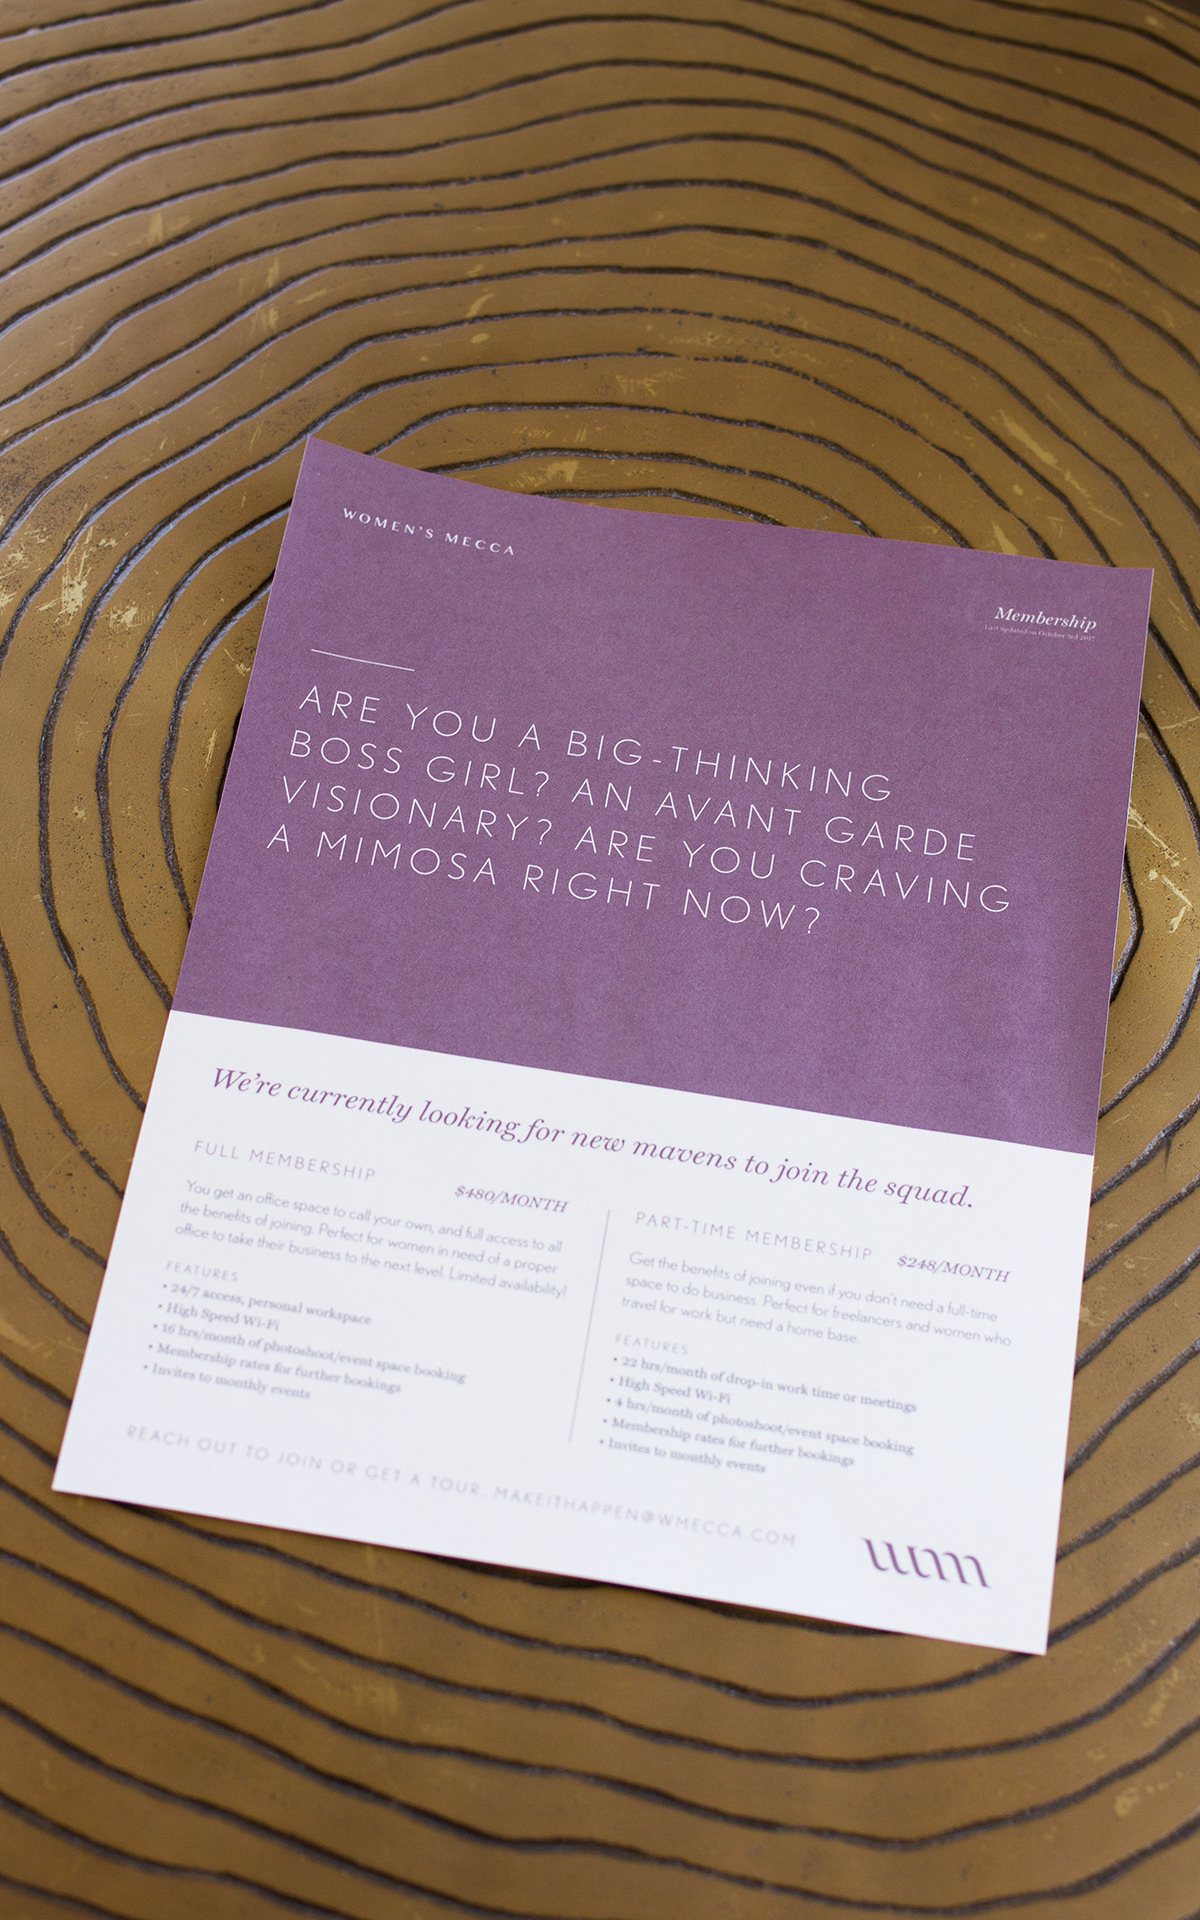 WOMEN'S MECCA
Membership
Last updated on October 3rd 2017
ARE YOU A BIG-THINKING
BOSS GIRL? AN AVANT GARDE
VISIONARY? ARE YOU CRAVING
A MIMOSA RIGHT NOW?
We're currently looking for new mavens to join the squad.
FULL MEMBERSHIP
$480/MONTH
You get an office space to call your own, and full access to all
the benefits of joining. Perfect for women in need of a proper
office to take their business to the next level. Limited availability!
FEATURES
• 24/7 access, personal workspace
• High Speed Wi-Fi
• 16 hrs/month of photoshoot/event space booking
• Membership rates for further bookings
• Invites to monthly events
PART-TIME MEMBERSHIP
$248/MONTH
Get the benefits of joining even if you don't need a full-time
space to do business. Perfect for freelancers and women who
travel for work but need a home base.
FEATURES
• 22 hrs/month of drop-in work time or meetings
• High Speed Wi-Fi
• 4 hrs/month of photoshoot/event space booking
• Membership rates for further bookings
• Invites to monthly events
REACH OUT TO JOIN OR GET A TOUR. MAKEITHAPPEN@WMECCA.COM
wm